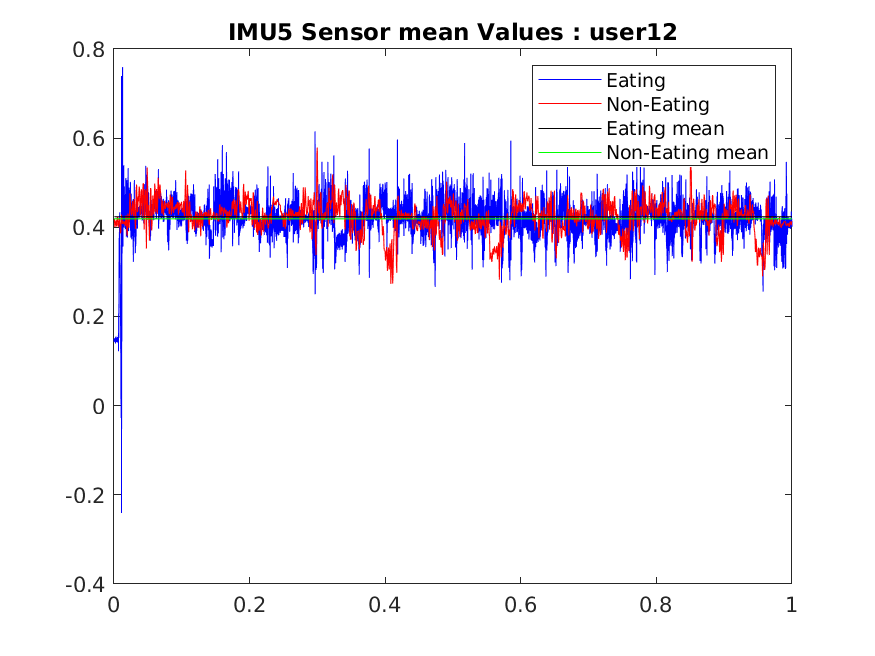 IMU5 Sensor mean Values : user12
0.8
0.6
0.4
0.2
0
-0.2
-0.4
Eating
Non-Eating
Eating mean
Non-Eating mean
0 0.2 0.4 0.6 0.8 1